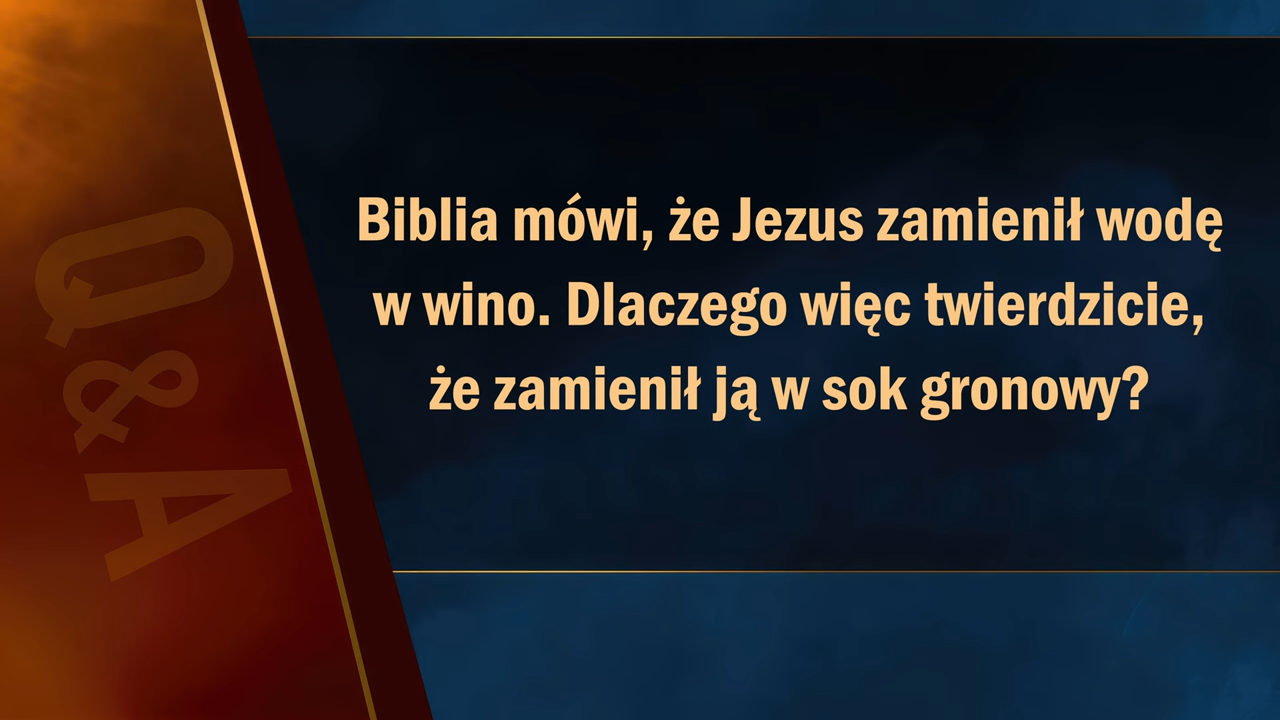 Q&A
Biblia mówi, że Jezus zamienił wodę
w wino. Dlaczego więc twierdzicie,
że zamienił ją w sok gronowy?